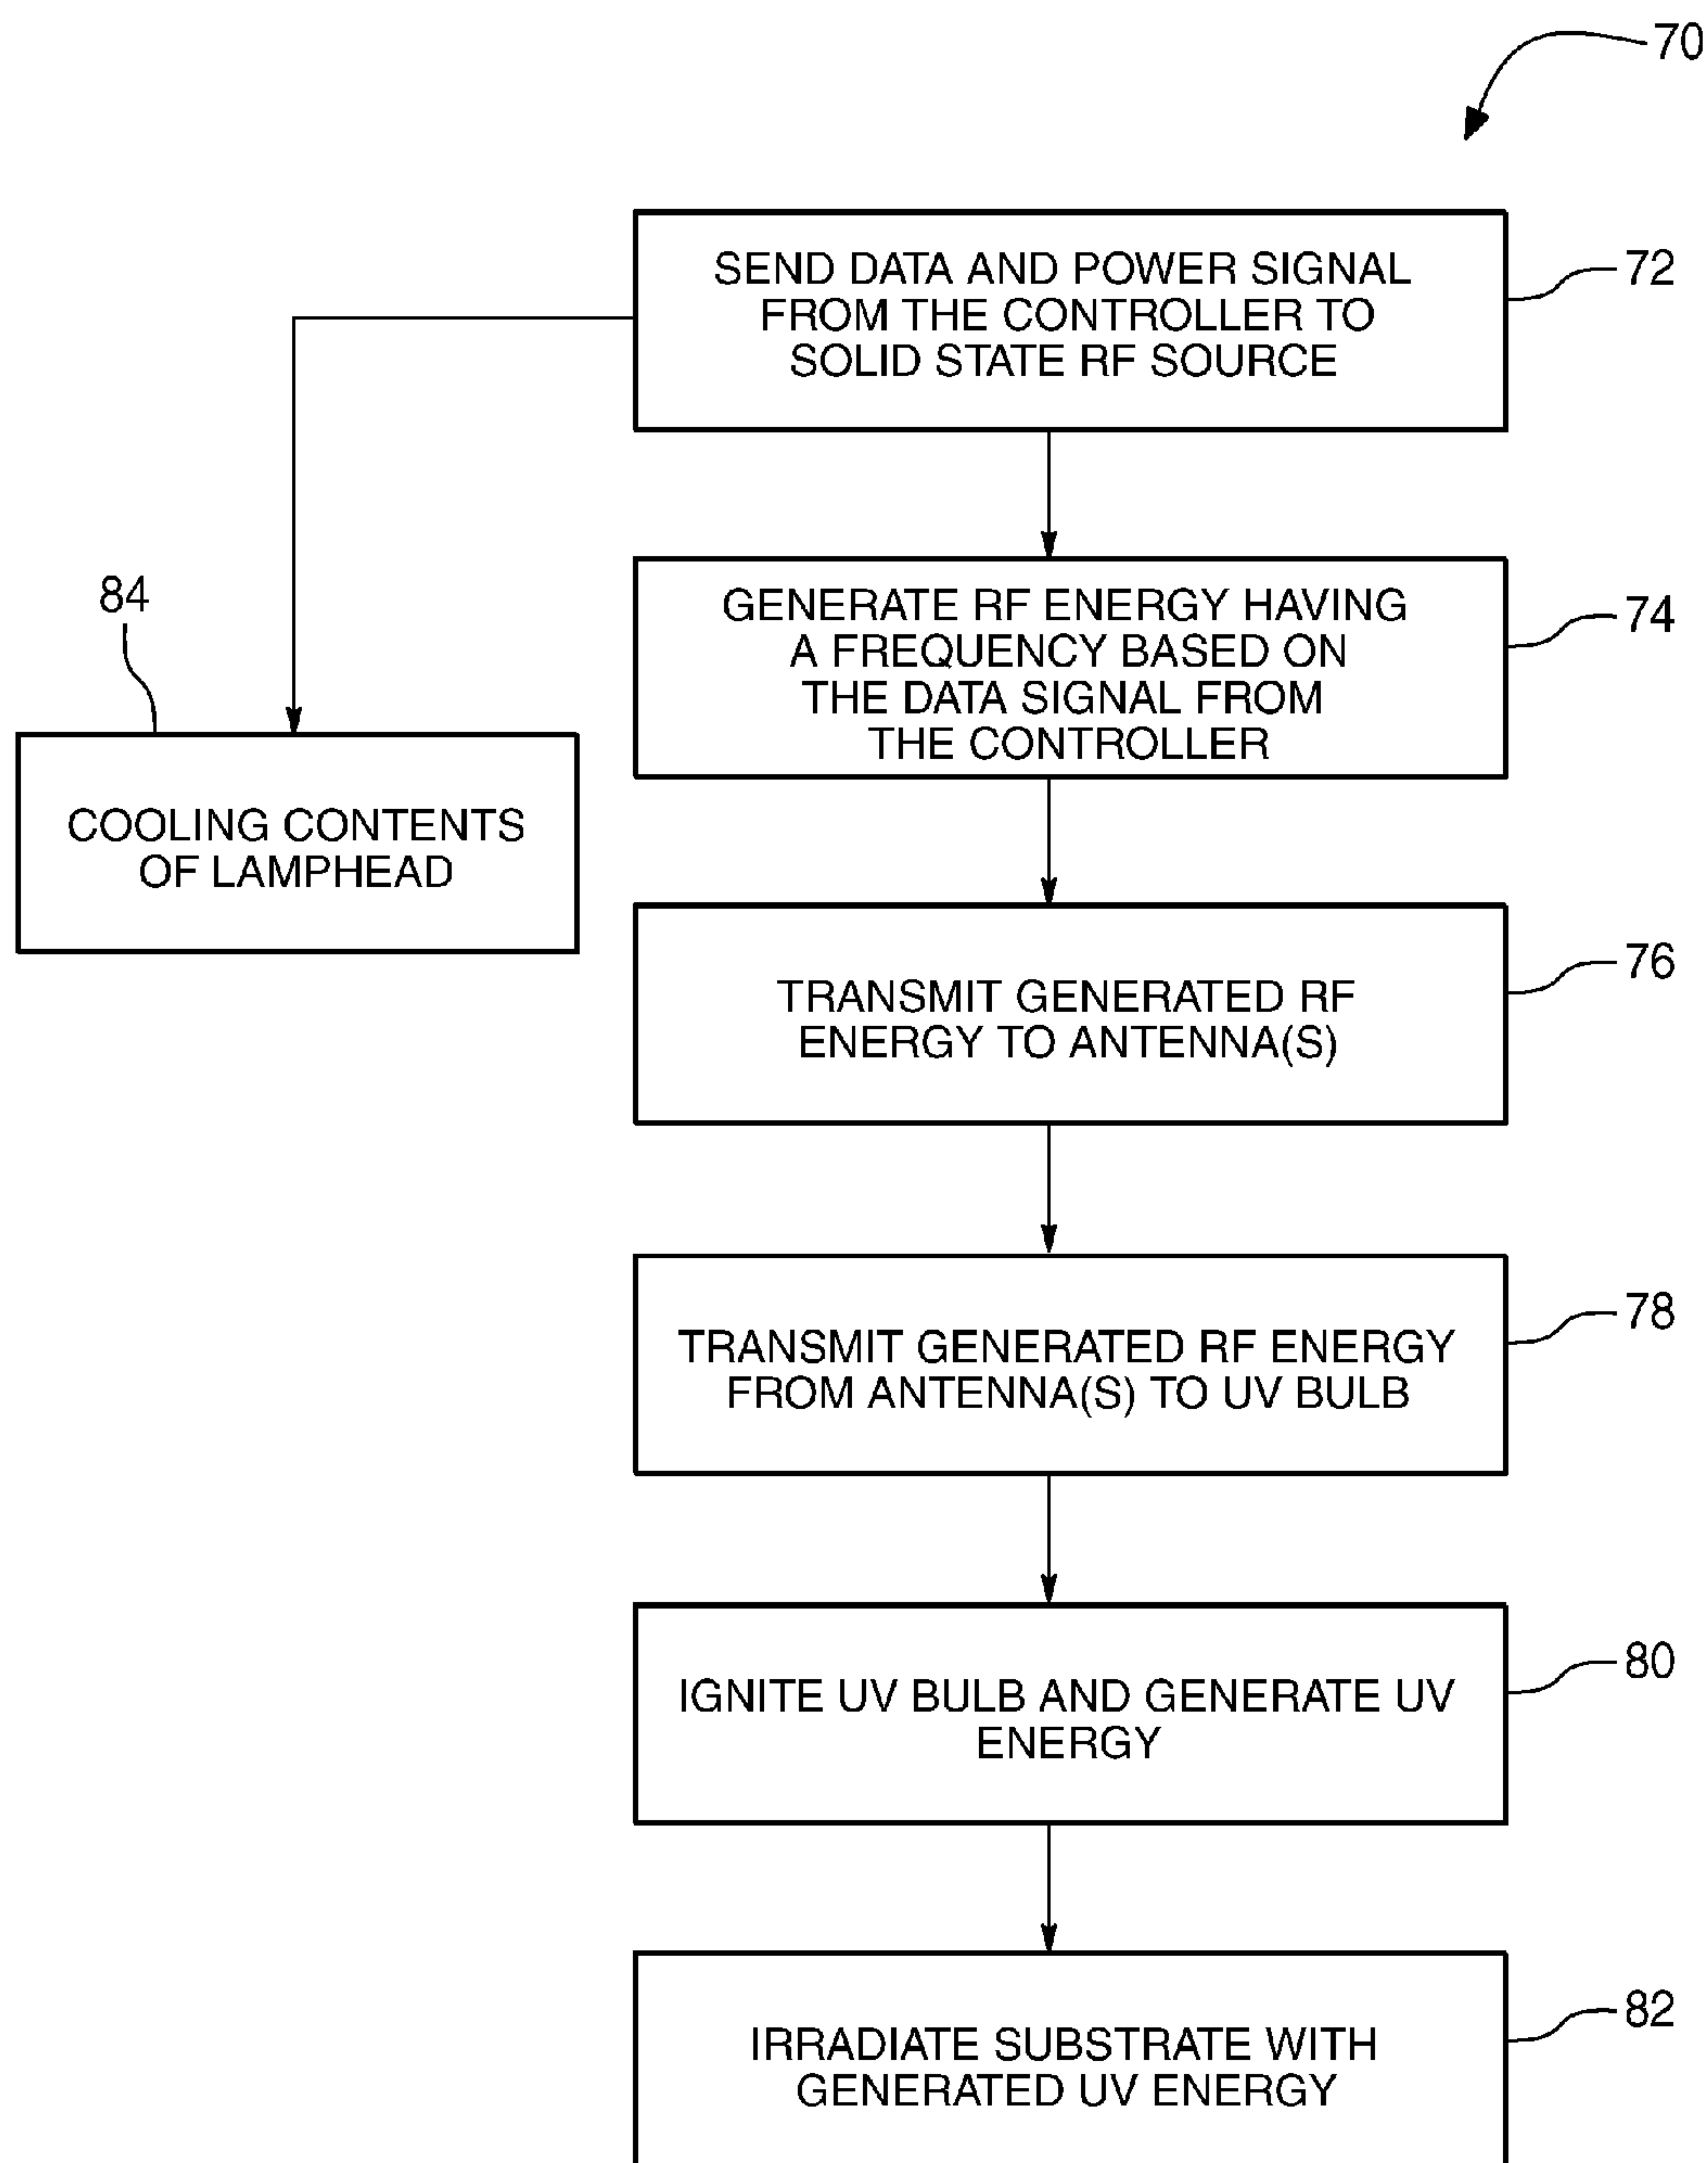 70
SEND DATA AND POWER SIGNAL
FROM THE CONTROLLER TO
SOLID STATE RF SOURCE
72
GENERATE RF ENERGY HAVING
A FREQUENCY BASED ON
THE DATA SIGNAL FROM
THE CONTROLLER
74
84
COOLING CONTENTS
OF LAMPHEAD
TRANSMIT GENERATED RF
ENERGY TO ANTENNA(S)
76
TRANSMIT GENERATED RF ENERGY
FROM ANTENNA(S) TO UV BULB
78
IGNITE UV BULB AND GENERATE UV
ENERGY
80
IRRADIATE SUBSTRATE WITH
GENERATED UV ENERGY
82